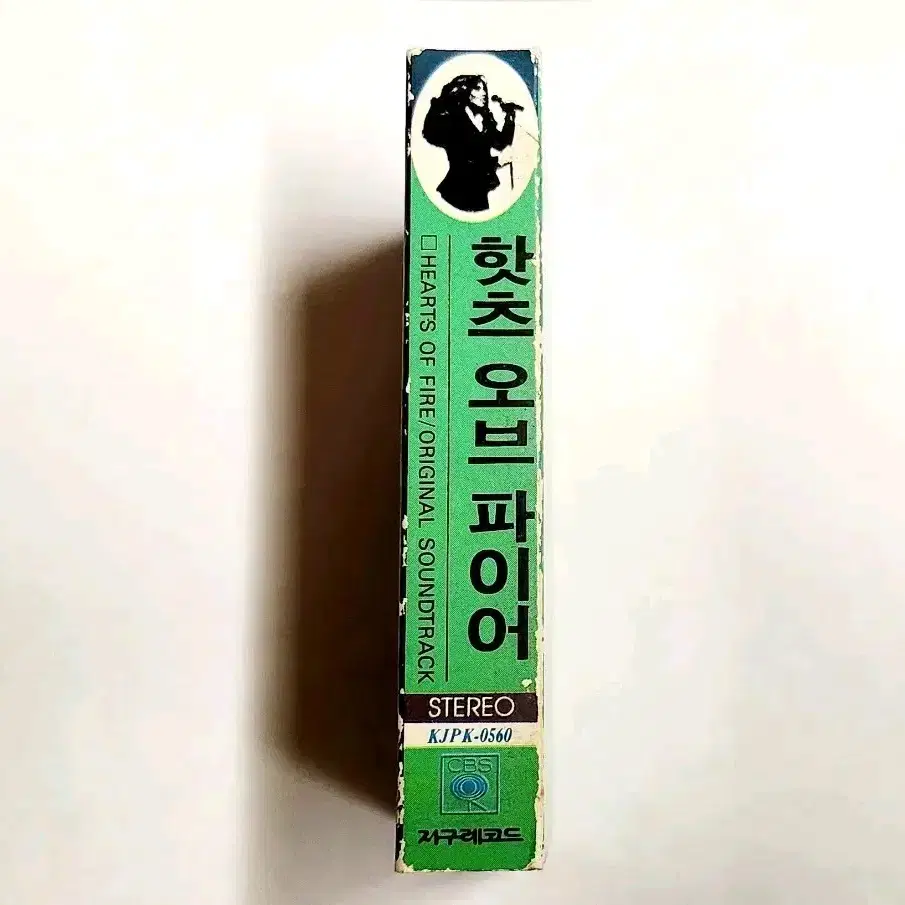 핫츠 오브 파이어
□ HEARTS OF FIRE/ORIGINAL SOUNDTRACK
STEREO
KJPK-0560
CBS
지구레코드